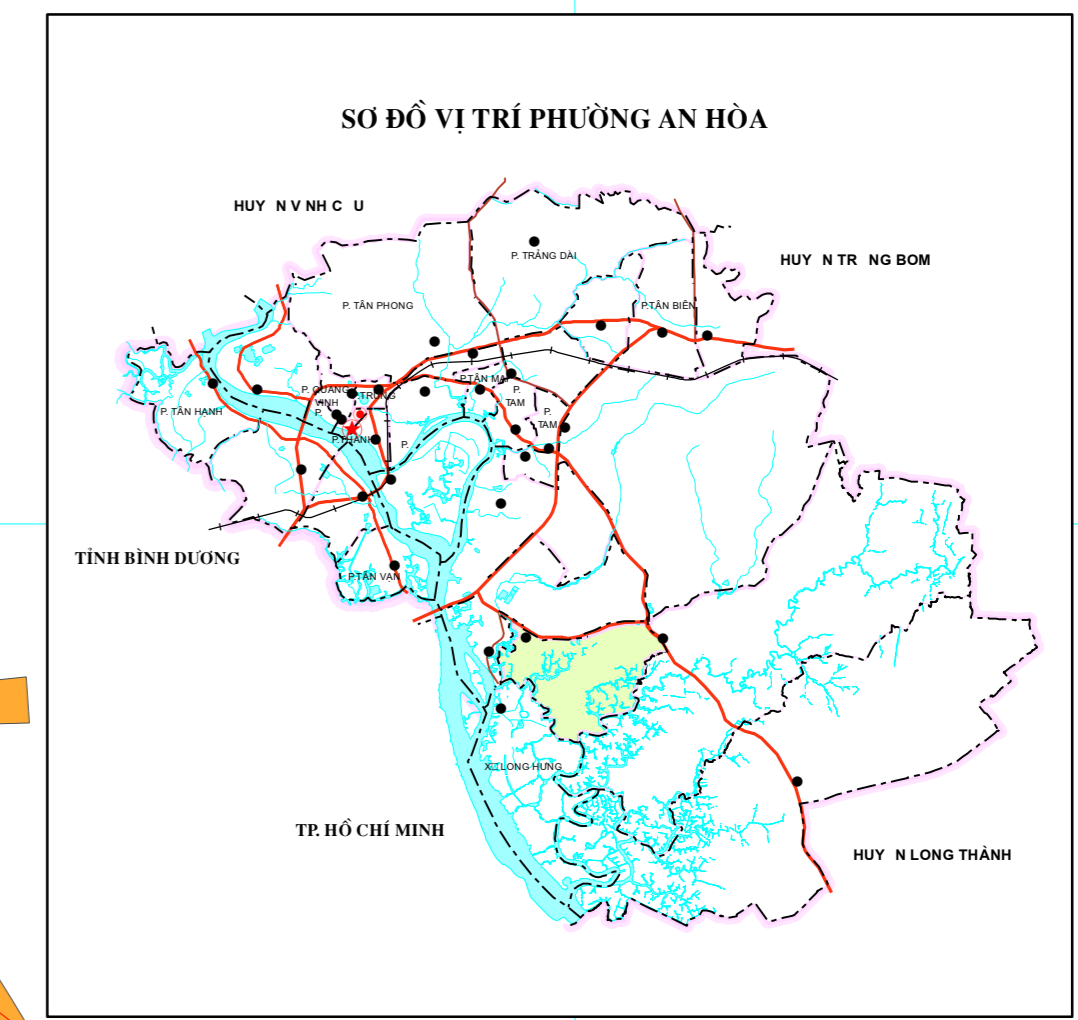 SƠ ĐỒ VỊ TRÍ PHƯỜNG AN HÒA
HUY N V NH C U
P. TRẢNG DÀI
HUY N TR NG BOM
P. TÂN PHONG
P.TÂN BIÊN
P.TÂN MAI
P. QUANG
VINH
P.
TRUNG
P.
TAM
P.
TAM
P. TÂN HẠNH
P.THANH
P.
TỈNH BÌNH DƯƠNG
P.TÂN VẠN
LONG HƯNG
TP. HỒ CHÍ MINH
HUY N LONG THÀNH